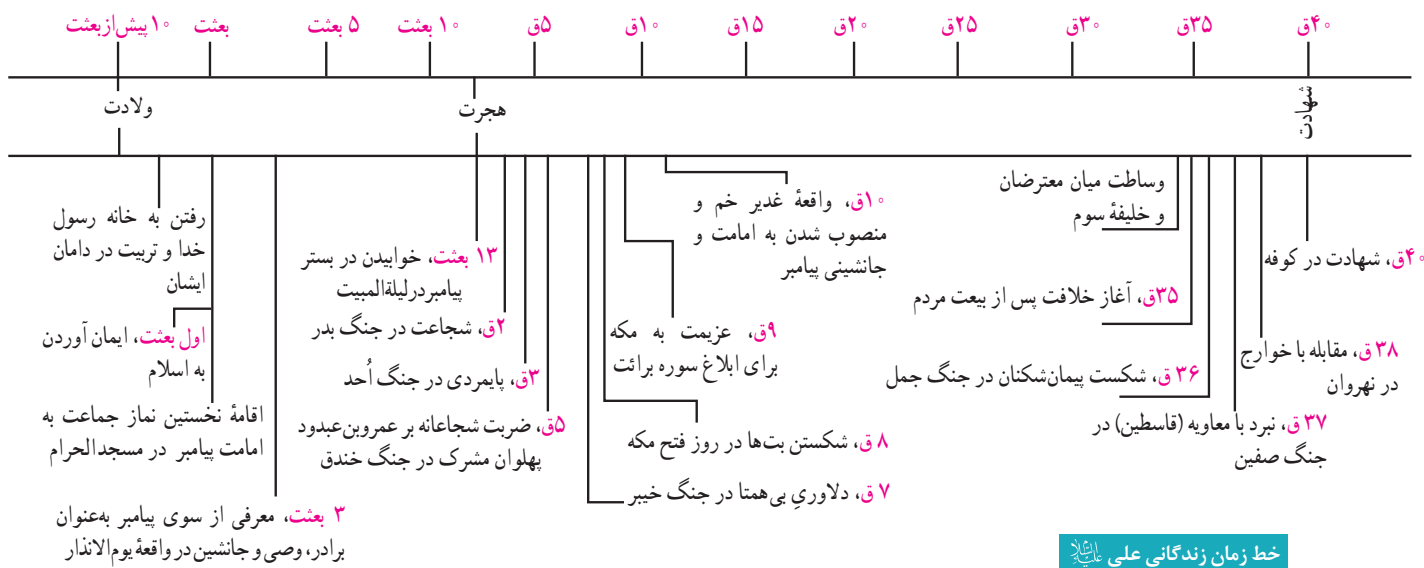 ۴۰ق
۳۵ق
۳۰ق
۲۵ق
۲۰ق
۱۵ق
۱۰ق
۵ق
۱۰ بعثت
۵ بعثت
بعثت
۱۰ پیش‌از‌بعثت
شهادت
هجرت
ولادت
رفتن به خانه رسول
خدا و تربیت در دامان
ایشان
اول بعثت، ایمان آوردن
به اسلام
اقامهٔ نخستین نماز جماعت به
امامت پیامبر در مسجدالحرام
۳ بعثت، معرفی از سوی پیامبر به‌عنوان
برادر، وصی و جانشین در واقعهٔ یوم‌الانذار
۱۳ بعثت، خوابیدن در بستر
پیامبردرلیلةالمبیت
۲ق، شجاعت در جنگ بدر
۳ق، پایمردی در جنگ اُحد
۵ق، ضربت شجاعانه بر عمروبن‌عبدود
پهلوان مشرک در جنگ خندق
۷ ق، دلاوریِ بی‌همتا در جنگ خیبر
۸ ق، شکستن بت‌ها در روز فتح مکه
۹ق، عزیمت به مکه
برای ابلاغ سوره برائت
۱۰ق، واقعهٔ غدیر خم و
منصوب شدن به امامت و
جانشینی پیامبر
وساطت میان معترضان
و خلیفهٔ سوم
۳۵ق، آغاز خلافت پس از بیعت مردم
۳۶ ق، شکست پیمان‌شکنان در جنگ جمل
۳۷ ق، نبرد با معاویه (قاسطین) در
جنگ صفین
۳۸ ق، مقابله با خوارج
در نهروان
۴۰ق، شهادت در کوفه
خط زمان زندگانی علی علیه‌السلام